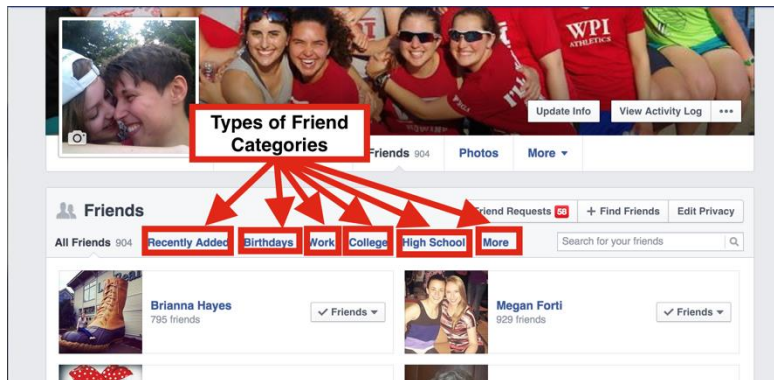 WPI
ATHLETICS
Update Info
View Activity Log
•••
Types of Friend
Categories
Friends 904
Photos
More
Friends
Friend Requests 58
+ Find Friends
Edit Privacy
All Friends 904
Recently Added
Birthdays
Work
College
High School
More
Search for your friends
Brianna Hayes
795 friends
✓ Friends
Megan Forti
929 friends
✓ Friends